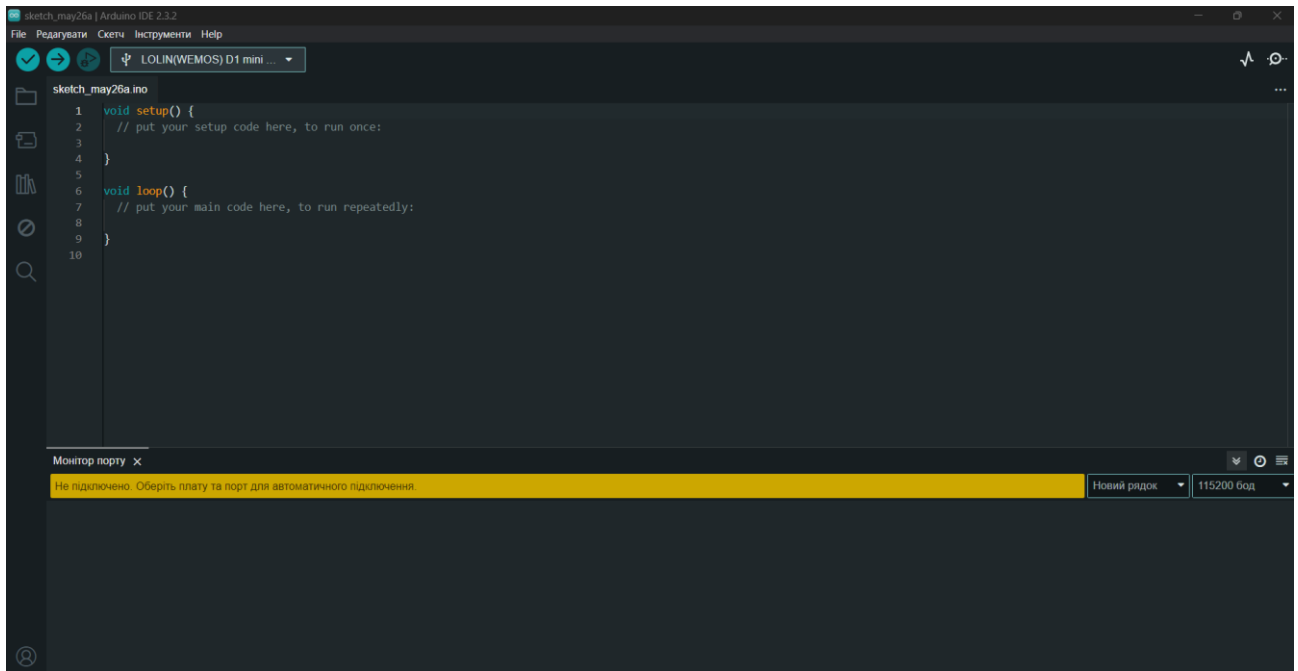 sketch_may26a | Arduino IDE 2.3.2
File Редагувати Скетч Інструменти Help
LOLIN(WEMOS) D1 mini ...
sketch_may26a.ino
1 void setup() {
2 // put your setup code here, to run once:
3
4 }
5
6 void loop() {
7 // put your main code here, to run repeatedly:
8
9 }
10
Монітор порту
Не підключено. Оберіть плату та порт для автоматичного підключення.
Новий рядок
115200 бод